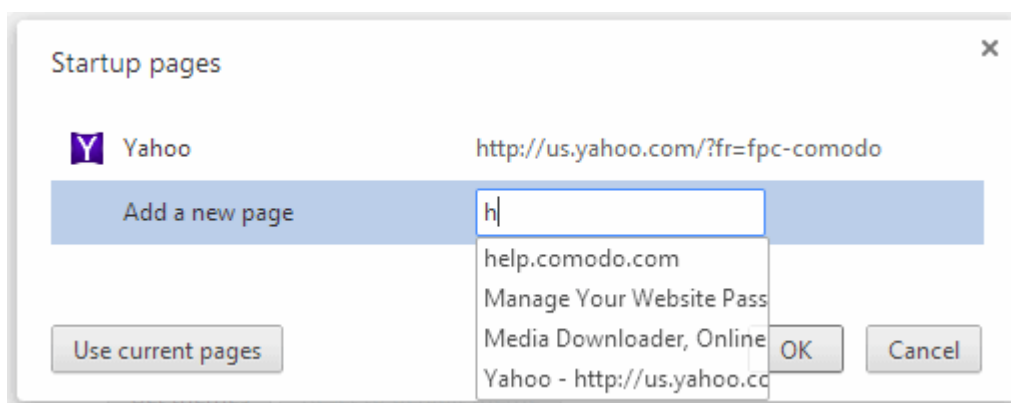 Startup pages
Yahoo http://us.yahoo.com/?fr=fpc-comodo
Add a new page h
help.comodo.com
Manage Your Website Pass
Media Downloader, Online
Yahoo - http://us.yahoo.cc
Use current pages OK Cancel